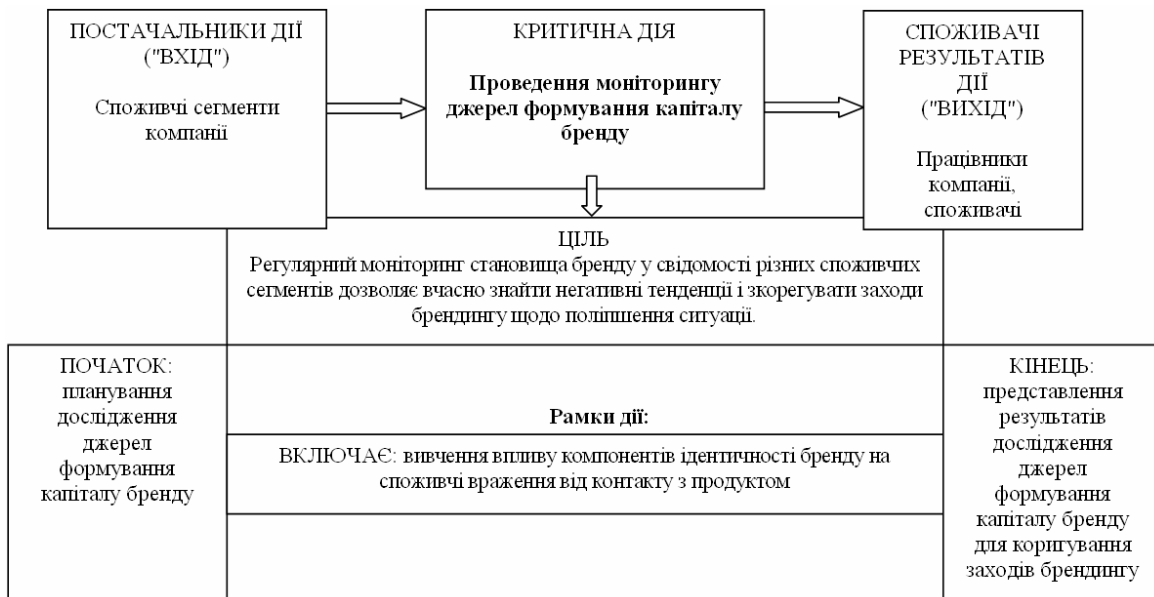 ПОСТАЧАЛЬНИКИ ДІЇ
("ВХІД")
Споживчі сегменти
компанії
КРИТИЧНА ДІЯ
Проведення моніторингу
джерел формування капіталу
бренду
СПОЖИВАЧІ
РЕЗУЛЬТАТІВ
ДІЇ
("ВИХІД")
Працівники
компанії,
споживачі
ЦІЛЬ
Регулярний моніторинг становища бренду у свідомості різних споживчих
сегментів дозволяє вчасно знайти негативні тенденції і зкорегувати заходи
брендингу щодо поліпшення ситуації.
ПОЧАТОК:
планування
дослідження
джерел
формування
капіталу бренду
Рамки дії:
ВКЛЮЧАЄ: вивчення впливу компонентів ідентичності бренду на
споживчі враження від контакту з продуктом
КІНЕЦЬ:
представлення
результатів
дослідження
джерел
формування
капіталу бренду
для коригування
заходів брендингу